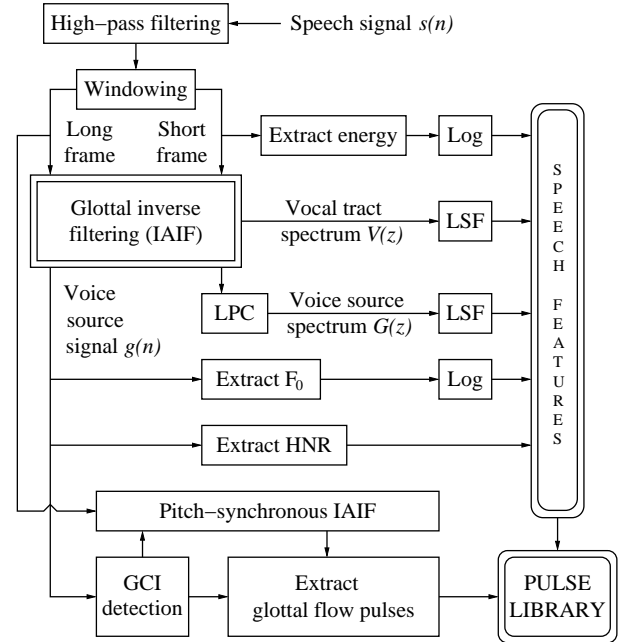 High−pass filtering
Speech signal s(n)
Windowing
Long frame
Short frame
Extract energy
Log
Glottal inverse
filtering (IAIF)
Vocal tract
spectrum V(z)
LSF
Voice
source
signal g(n)
LPC
Voice source
spectrum G(z)
LSF
Extract F0
Log
Extract HNR
SPEECH FEATURES
Pitch−synchronous IAIF
GCI
detection
Extract
glottal flow pulses
PULSE
LIBRARY